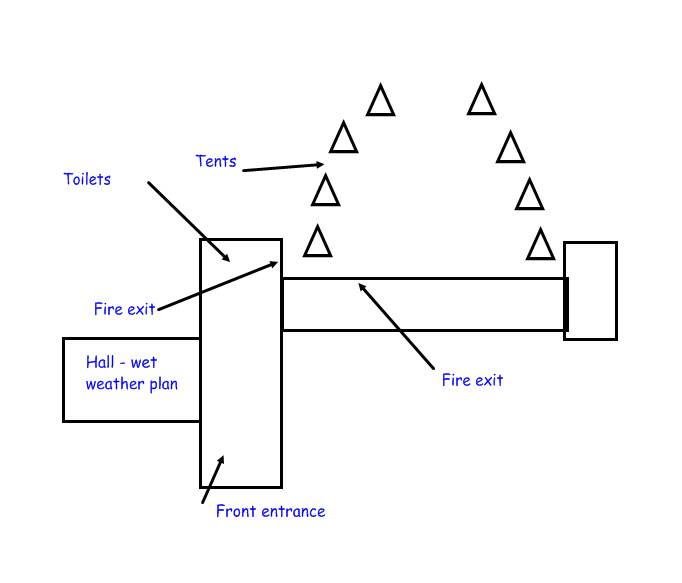 Tents
Toilets
Fire exit
Hall - wet
weather plan
Fire exit
Front entrance